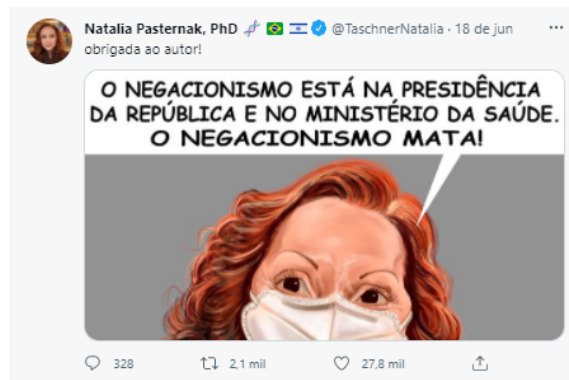 Natalia Pasternak, PhD 🧬 🇧🇷 🇮🇱 @TaschnerNatalia · 18 de jun ···
obrigada ao autor!
O NEGACIONISMO ESTÁ NA PRESIDÊNCIA
DA REPÚBLICA E NO MINISTÉRIO DA SAÚDE.
O NEGACIONISMO MATA!
328 2,1 mil 27,8 mil